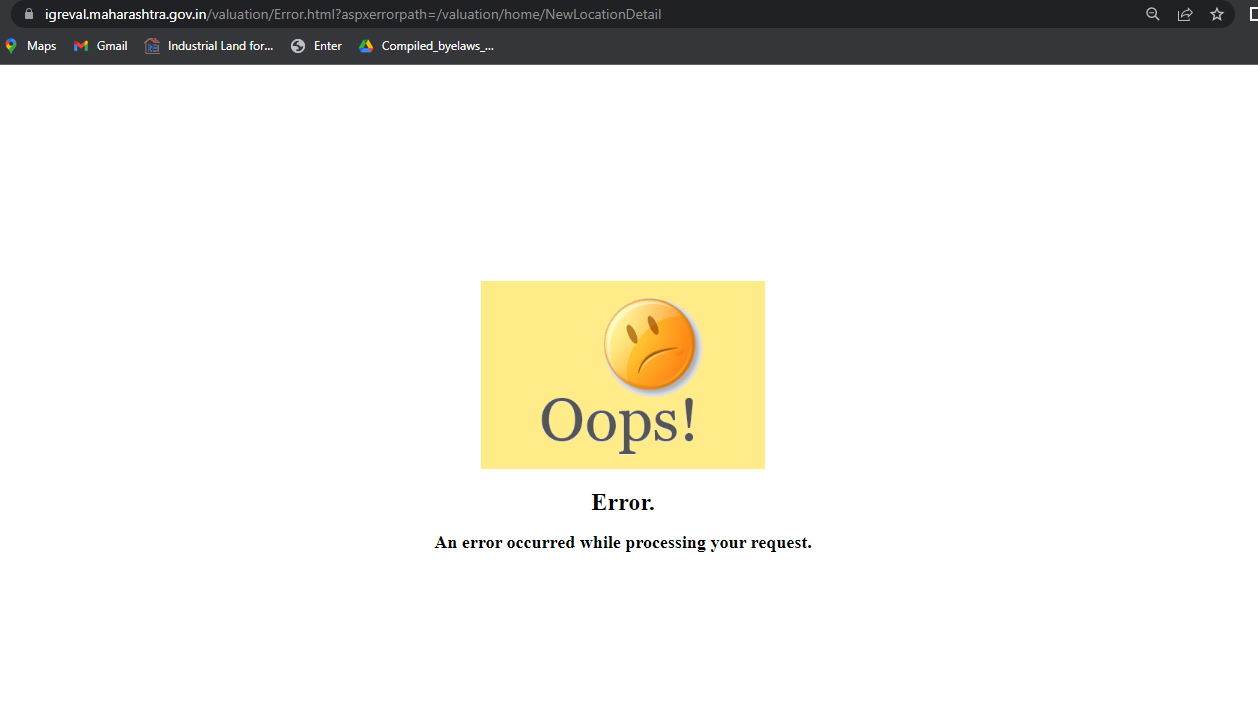 igreval.maharashtra.gov.in/valuation/Error.html?aspxerrorpath=/valuation/home/NewLocationDetail
Maps Gmail Industrial Land for... Enter Compiled_byelaws_...
Oops!
Error.
An error occurred while processing your request.